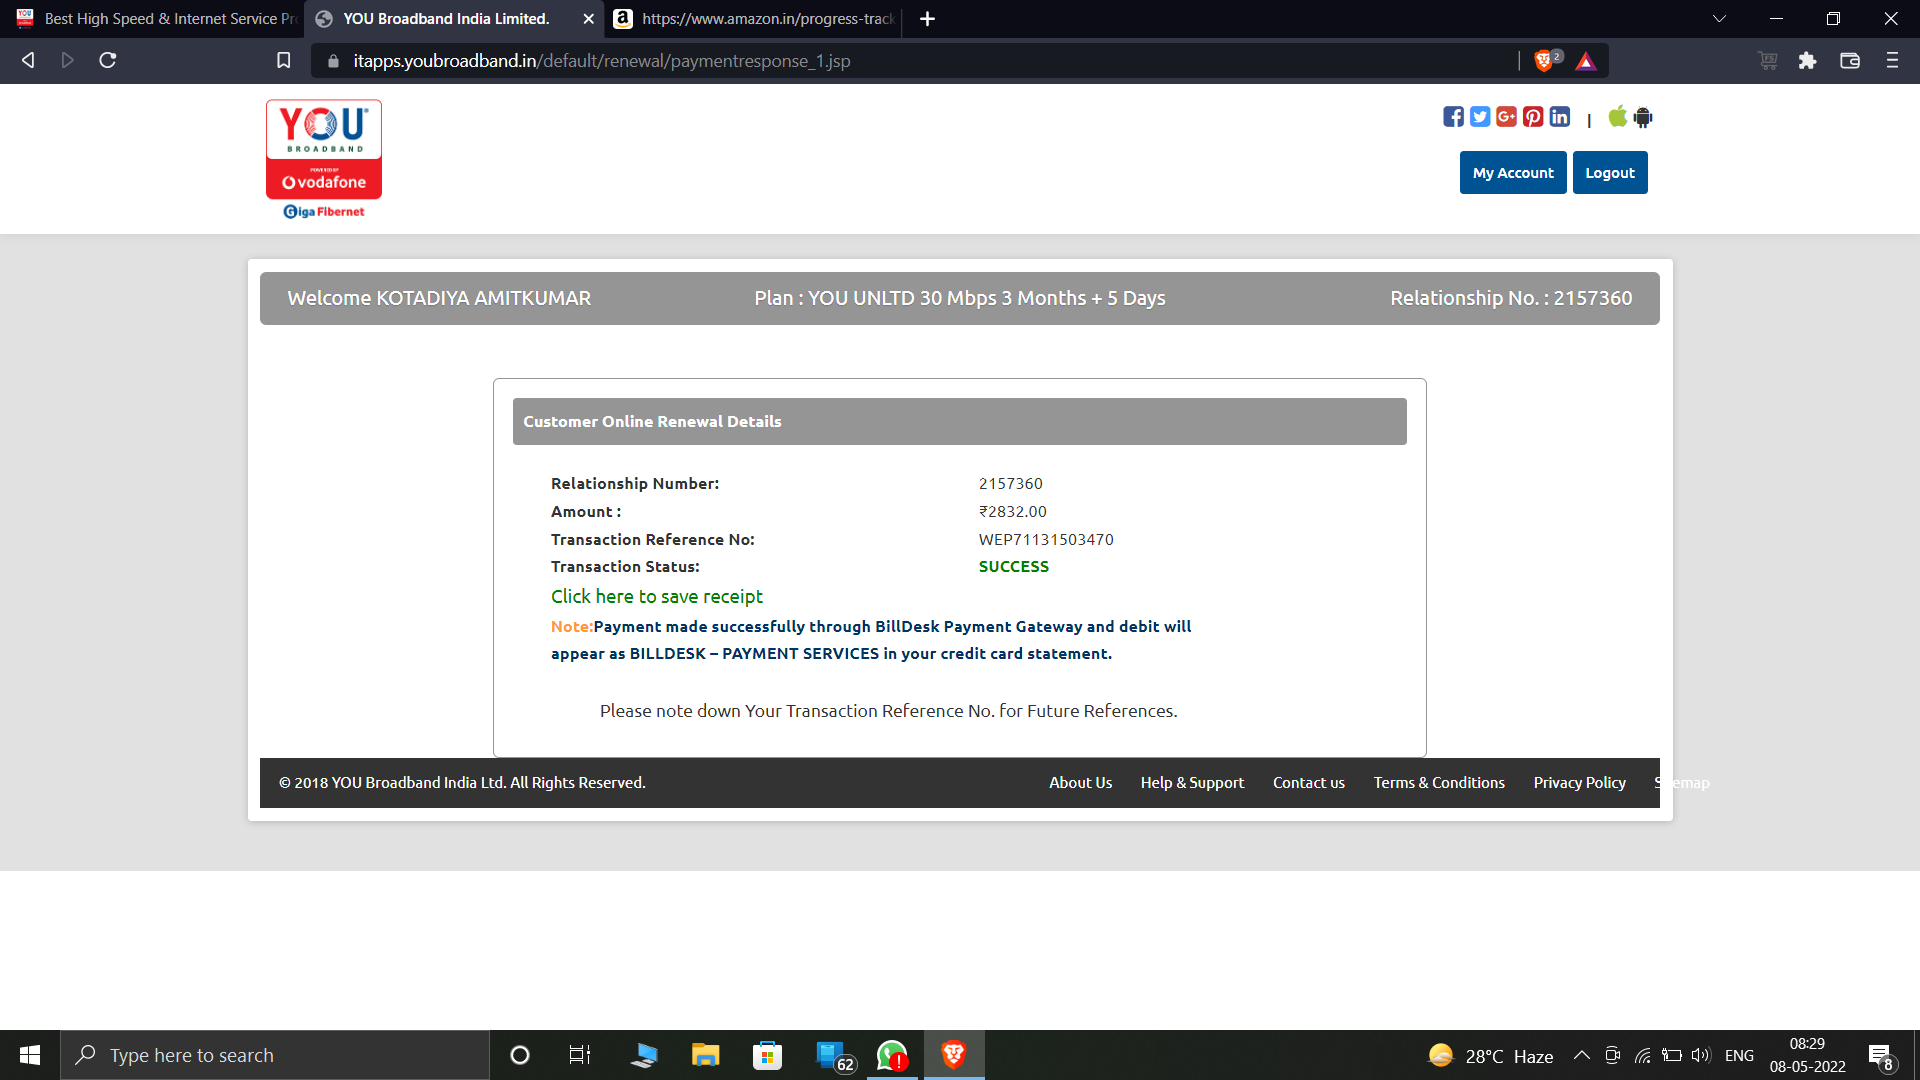 Best High Speed & Internet Service Pr
YOU Broadband India Limited.
https://www.amazon.in/progress-track
itapps.youbroadband.in/default/renewal/paymentresponse_1.jsp
2
YOU
BROADBAND
POWERED BY
vodafone
Giga Fibernet
|
My Account
Logout
Welcome KOTADIYA AMITKUMAR
Plan : YOU UNLTD 30 Mbps 3 Months + 5 Days
Relationship No. : 2157360
Customer Online Renewal Details
Relationship Number: 2157360
Amount : ₹2832.00
Transaction Reference No: WEP71131503470
Transaction Status: SUCCESS
Click here to save receipt
Note:Payment made successfully through BillDesk Payment Gateway and debit will
appear as BILLDESK – PAYMENT SERVICES in your credit card statement.
Please note down Your Transaction Reference No. for Future References.
© 2018 YOU Broadband India Ltd. All Rights Reserved.
About Us Help & Support Contact us Terms & Conditions Privacy Policy
Type here to search
62
28°C Haze
ENG
08:29
08-05-2022
8